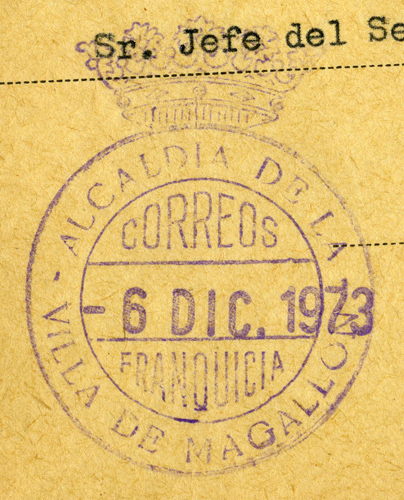 Sr. Jefe del Se
- ALCALDIA DE LA
CORREOS
- 6 DIC. 1973
FRANQUICIA
VILLA DE MAGALLON